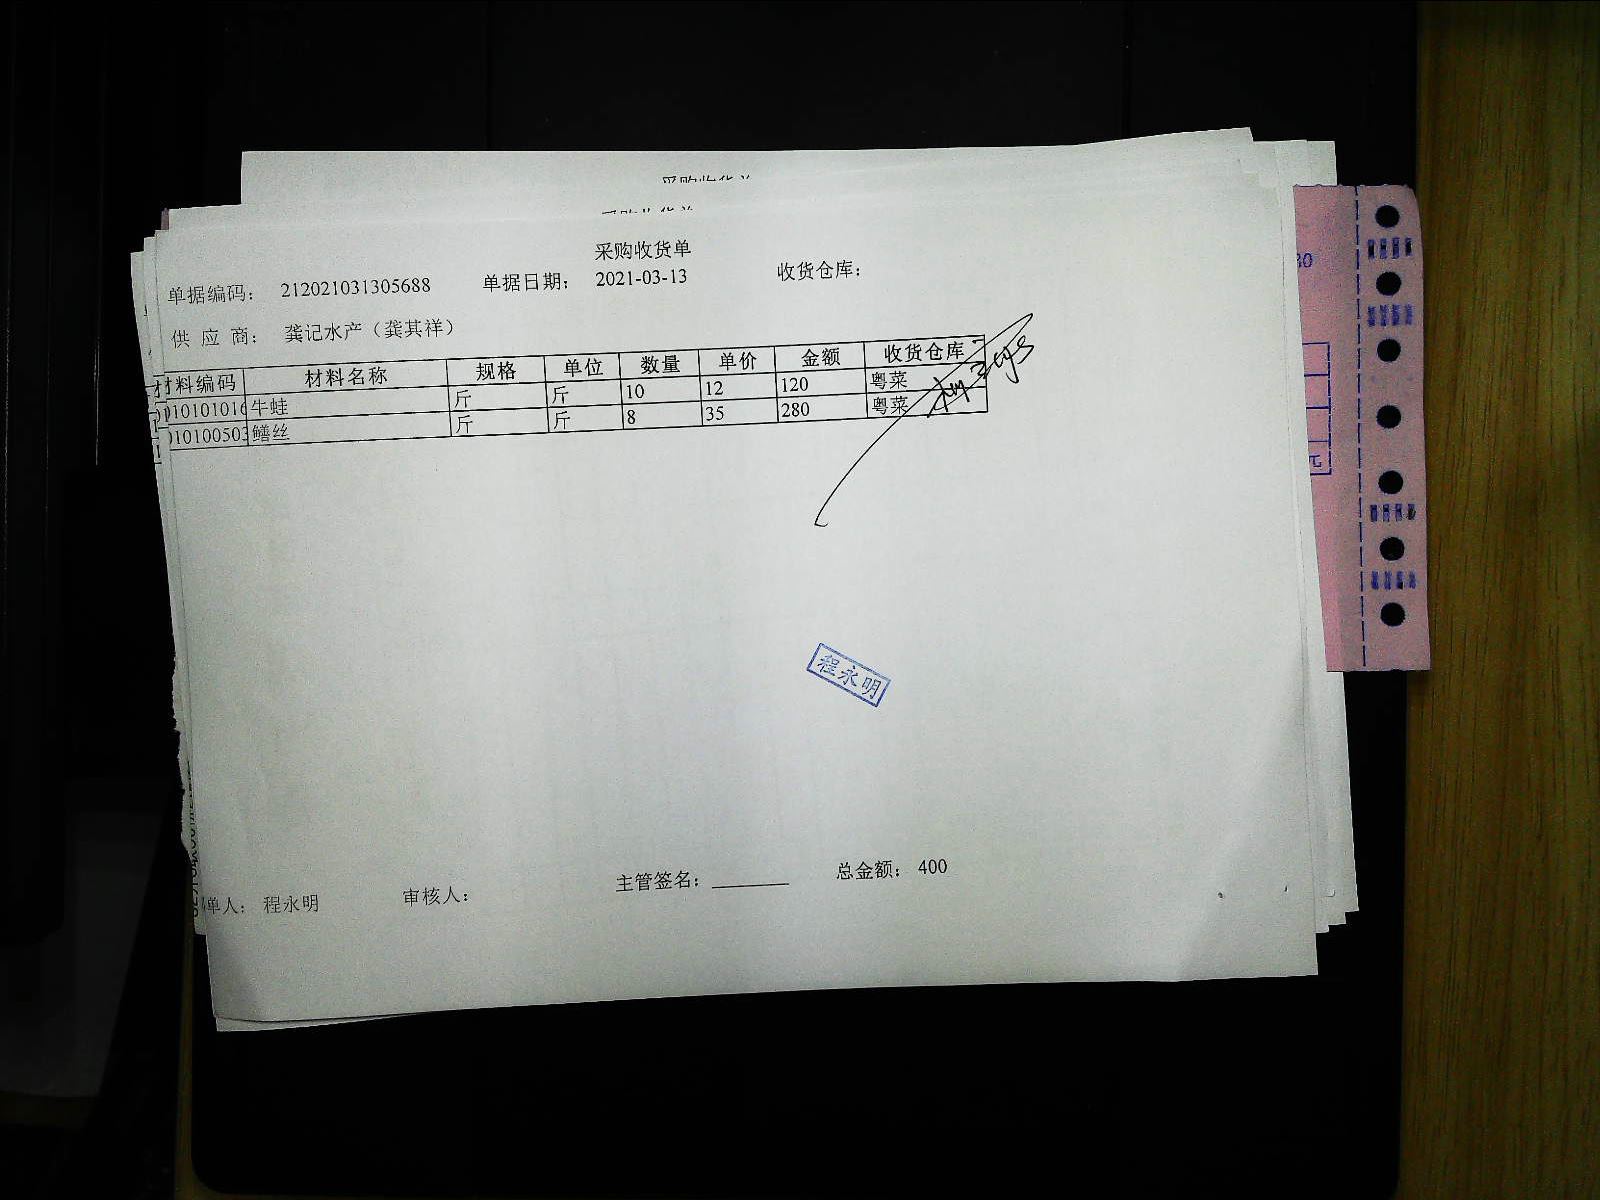 采购收货单
单据编码： 212021031305688 单据日期： 2021-03-13 收货仓库：
供 应 商： 龚记水产（龚其祥）
材料编码 材料名称 规格 单位 数量 单价 金额 收货仓库
010101016 牛蛙 斤 斤 10 12 120 粤菜
010100503 鳝丝 斤 斤 8 35 280 粤菜
程永明
单人： 程永明 审核人： 主管签名： 总金额： 400